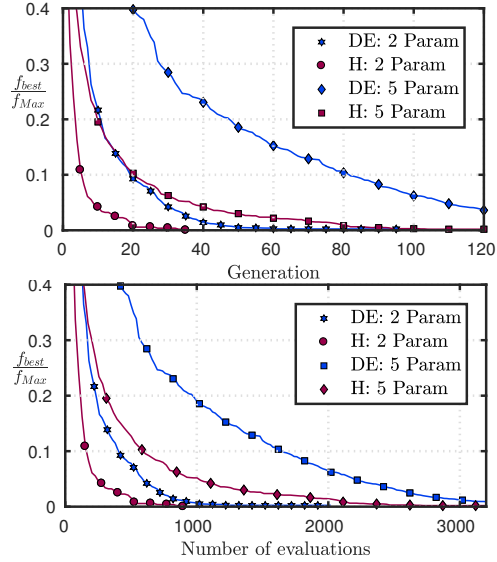 0.4
0.3
0.2
0.1
0
f_best
f_Max
DE: 2 Param
H: 2 Param
DE: 5 Param
H: 5 Param
0 20 40 60 80 100 120
Generation
0.4
0.3
0.2
0.1
0
f_best
f_Max
DE: 2 Param
H: 2 Param
DE: 5 Param
H: 5 Param
0 1000 2000 3000
Number of evaluations